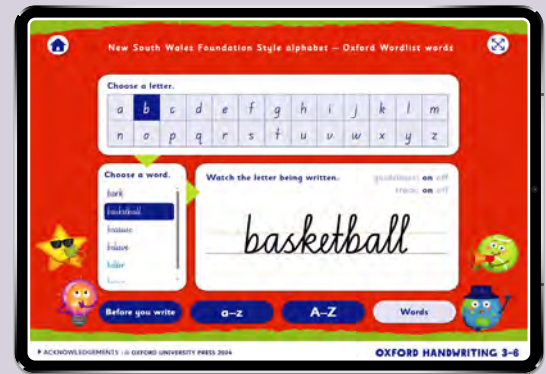 New South Wales Foundation Style alphabet – Oxford Wordlist words
Choose a letter.
a b c d e f g h i j k l m
n o p q r s t u v w x y z
Choose a word.
bark
basketball
because
behave
Watch the letter being written.
guidelines: on off
trace: on off
basketball
Before you write
a–z
A–Z
Words
ACKNOWLEDGEMENTS | © OXFORD UNIVERSITY PRESS 2024
OXFORD HANDWRITING 3–6